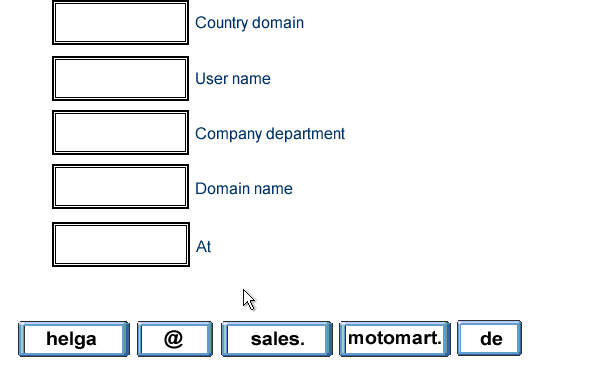 Country domain
User name
Company department
Domain name
At
helga @ sales. motomart. de